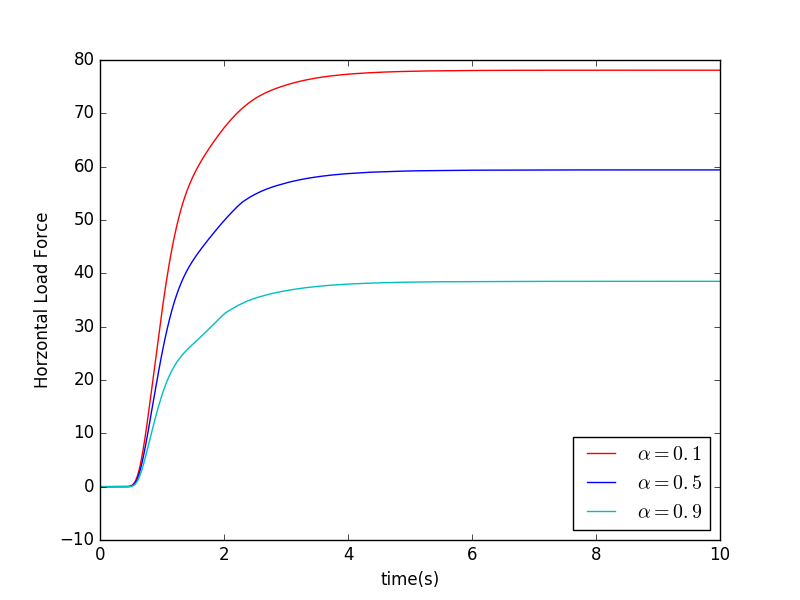 80
70
60
50
40
30
20
10
0
−10
Horzontal Load Force
0 2 4 6 8 10
time(s)
α = 0.1
α = 0.5
α = 0.9